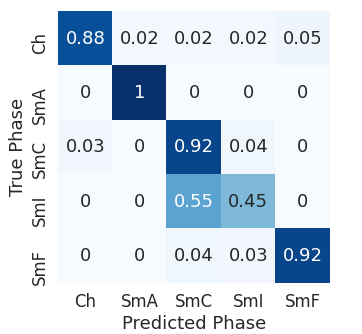 True Phase
Ch 0.88 0.02 0.02 0.02 0.05
SmA 0 1 0 0 0
SmC 0.03 0 0.92 0.04 0
SmI 0 0 0.55 0.45 0
SmF 0 0 0.04 0.03 0.92
Ch SmA SmC SmI SmF
Predicted Phase